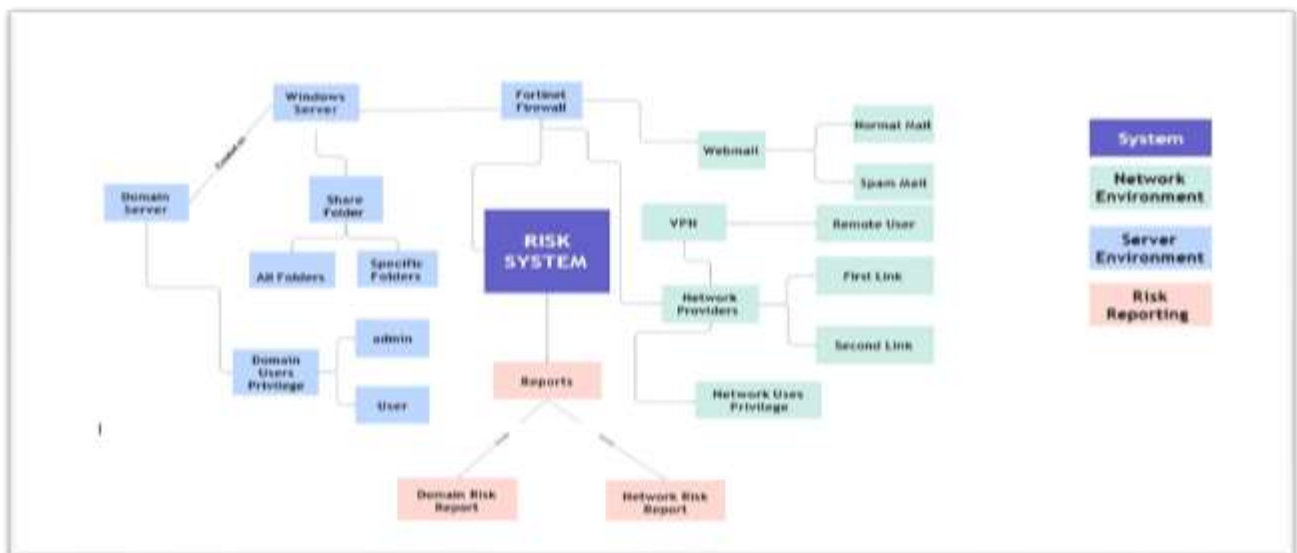 Windows
Server
Fortinet
Firewall
Normal Mail
Webmail
Spam Mail
Domain
Server
Share
Folder
VPN
Remote User
RISK
SYSTEM
All Folders
Specific
Folders
First Link
Network
Providers
admin
Second Link
Domain
Users
Privilege
Reports
User
Network Uses
Privilege
Domain Risk
Report
Network Risk
Report
System
Network
Environment
Server
Environment
Risk
Reporting